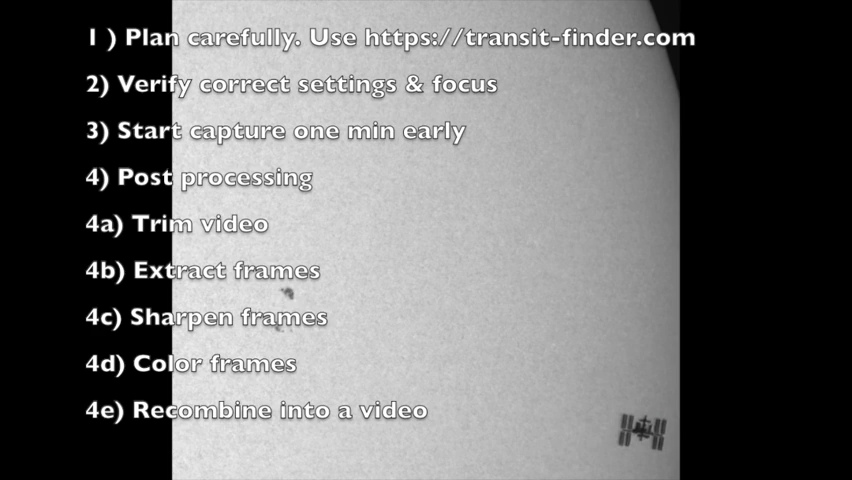 1 ) Plan carefully. Use https://transit-finder.com
2) Verify correct settings & focus
3) Start capture one min early
4) Post processing
4a) Trim video
4b) Extract frames
4c) Sharpen frames
4d) Color frames
4e) Recombine into a video